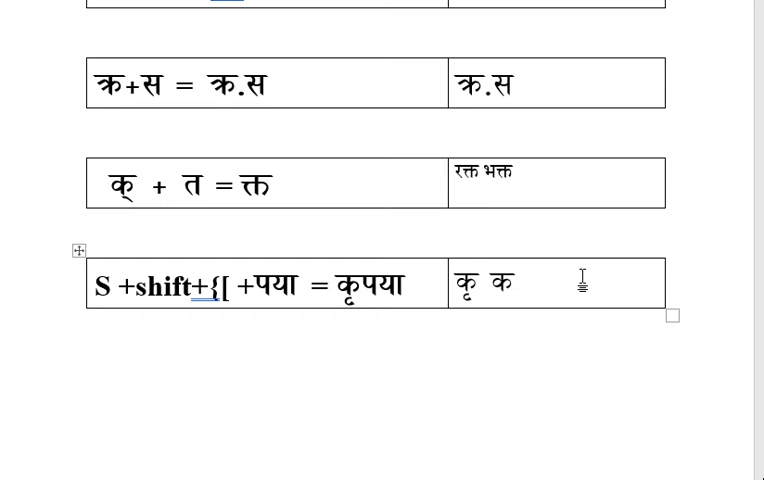 क्र+स = क्र.स
क्र.स
क् + त = क्त
रक्त भक्त
S +shift+{[ +पया = कृपया
कृ क